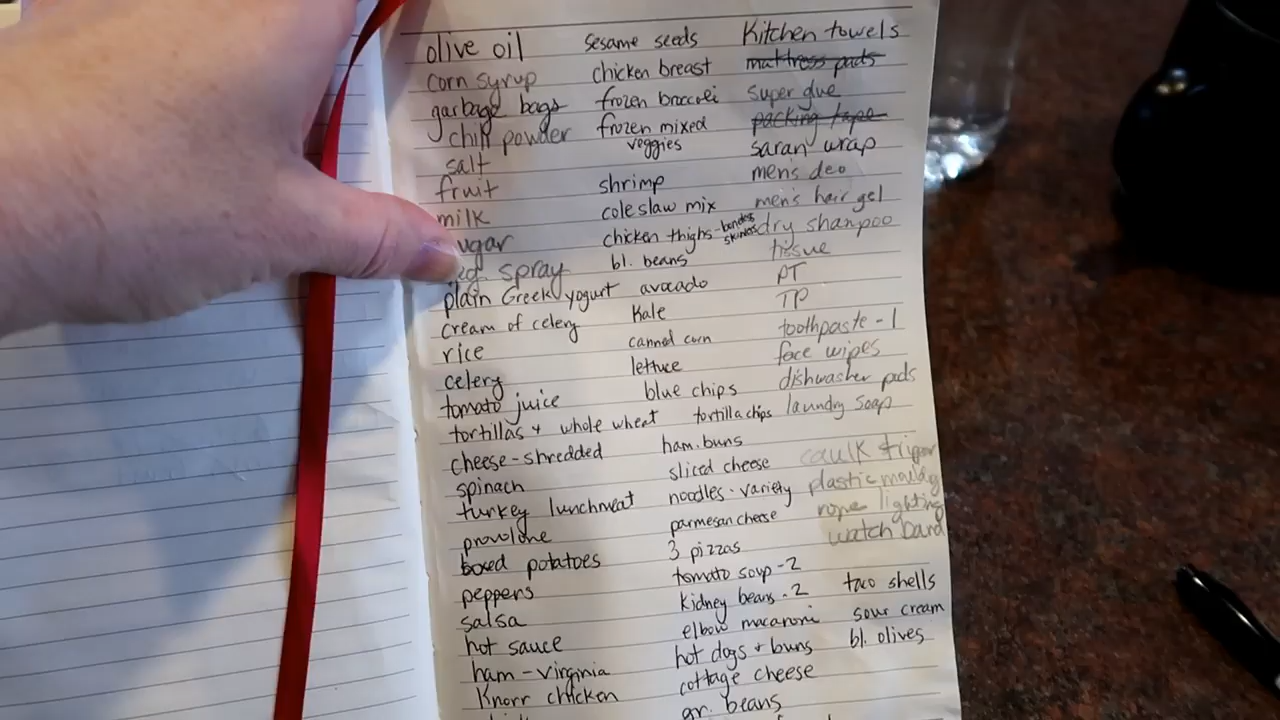 olive oil
corn syrup
garbage bags
chili powder
salt
fruit
milk
ugar
spray
plain Greek yogurt
cream of celery
rice
celery
tomato juice
tortillas + whole wheat
cheese-shredded
spinach
turkey lunchmeat
provolone
boxed potatoes
peppers
salsa
hot sauce
ham - virginia
Knorr chicken
sesame seeds
chicken breast
frozen broccoli
frozen mixed
veggies
shrimp
coleslaw mix
chicken thighs-
bl. beans
avocado
Kale
canned corn
lettuce
blue chips
tortilla chips
ham. buns
sliced cheese
noodles - variety
parmesan cheese
3 pizzas
tomato soup - 2
kidney beans - 2
elbow macaroni
hot dogs + buns
cottage cheese
gr. beans
Kitchen towels
mattress pads
super glue
packing tape
saran wrap
men's deo
men's hair gel
dry shampoo
tissue
PT
TP
toothpaste - 1
face wipes
dishwasher pods
laundry soap
caulk
plastic
rope lighting
watch band
taco shells
sour cream
bl. olives